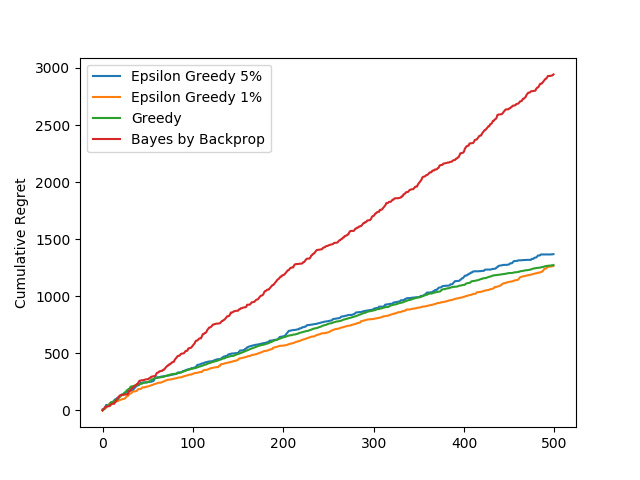 Epsilon Greedy 5%
Epsilon Greedy 1%
Greedy
Bayes by Backprop
Cumulative Regret
3000
2500
2000
1500
1000
500
0
0 100 200 300 400 500